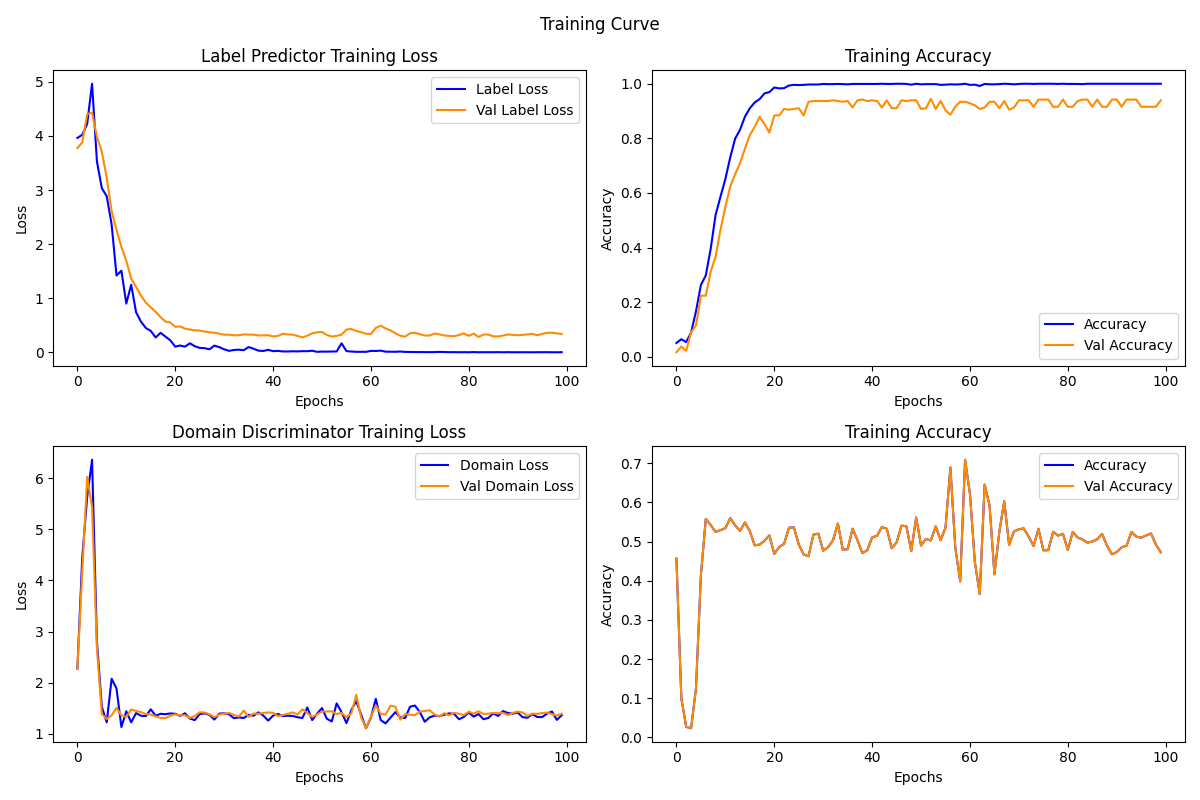 Training Curve
Label Predictor Training Loss
5
4
3
2
1
0
Loss
0 20 40 60 80 100
Epochs
Label Loss
Val Label Loss
Training Accuracy
1.0
0.8
0.6
0.4
0.2
0.0
Accuracy
0 20 40 60 80 100
Epochs
Accuracy
Val Accuracy
Domain Discriminator Training Loss
6
5
4
3
2
1
Loss
0 20 40 60 80 100
Epochs
Domain Loss
Val Domain Loss
Training Accuracy
0.7
0.6
0.5
0.4
0.3
0.2
0.1
0.0
Accuracy
0 20 40 60 80 100
Epochs
Accuracy
Val Accuracy